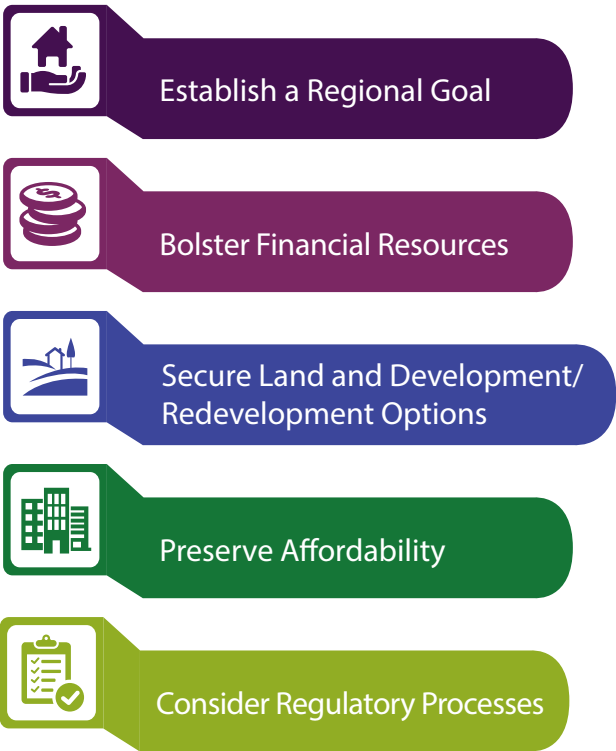 Establish a Regional Goal
Bolster Financial Resources
Secure Land and Development/
Redevelopment Options
Preserve Affordability
Consider Regulatory Processes